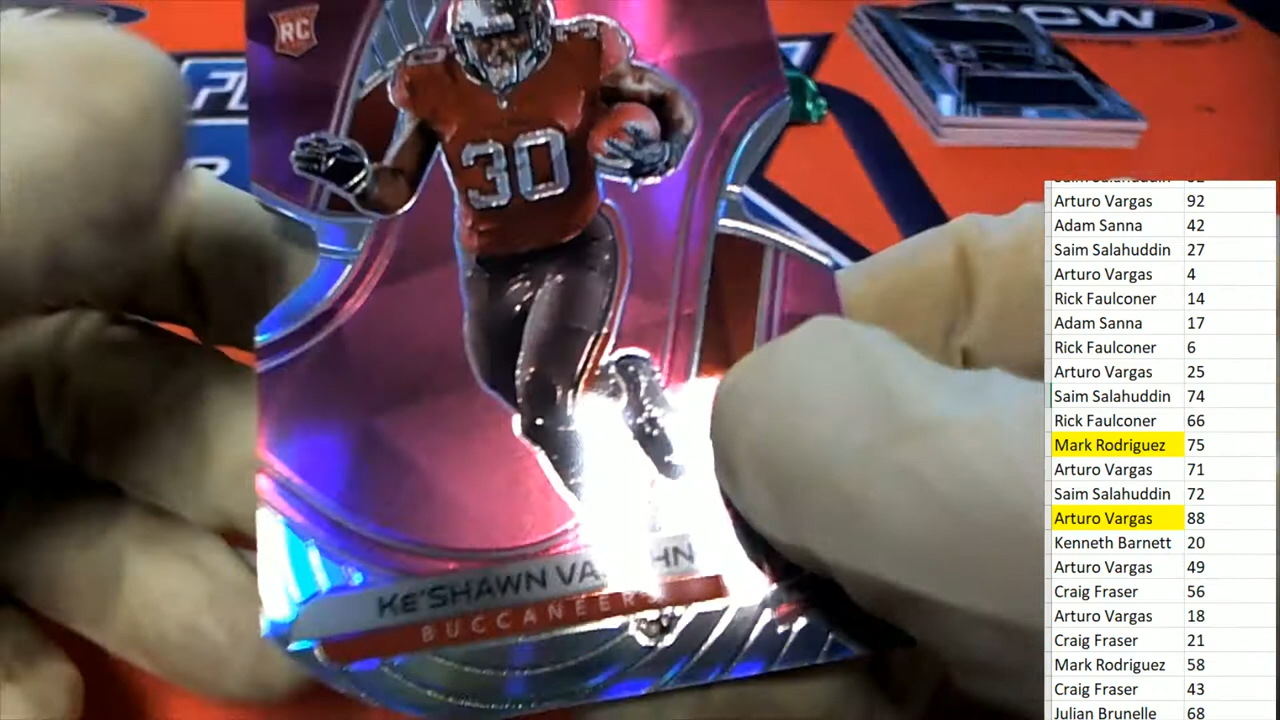 RC
30
30
KE'SHAWN VAUGHN
BUCCANEERS
Arturo Vargas 92
Adam Sanna 42
Saim Salahuddin 27
Arturo Vargas 4
Rick Faulconer 14
Adam Sanna 17
Rick Faulconer 6
Arturo Vargas 25
Saim Salahuddin 74
Rick Faulconer 66
Mark Rodriguez 75
Arturo Vargas 71
Saim Salahuddin 72
Arturo Vargas 88
Kenneth Barnett 20
Arturo Vargas 49
Craig Fraser 56
Arturo Vargas 18
Craig Fraser 21
Mark Rodriguez 58
Craig Fraser 43
Julian Brunelle 68